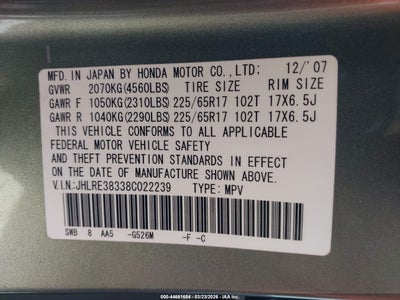 MFD. IN JAPAN BY HONDA MOTOR CO.,LTD; 12/'07
GVWR 2070KG(4560LBS) TIRE SIZE RIM SIZE
GAWR F 1050KG(2310LBS) 225/65R17 102T 17X6.5J
GAWR R 1040KG(2290LBS) 225/65R17 102T 17X6.5J
THIS VEHICLE CONFORMS TO ALL APPLICABLE
FEDERAL MOTOR VEHICLE SAFETY
AND THEFT PREVENTION STANDARDS IN EFFECT
ON THE DATE OF MANUFACTURE SHOWN
ABOVE.
V.I.N:JHLRE38338C022239 TYPE: MPV
SWB 8 AA5 -G526M -F -C
000-44661684 - 03/23/2026 - IAA Inc.